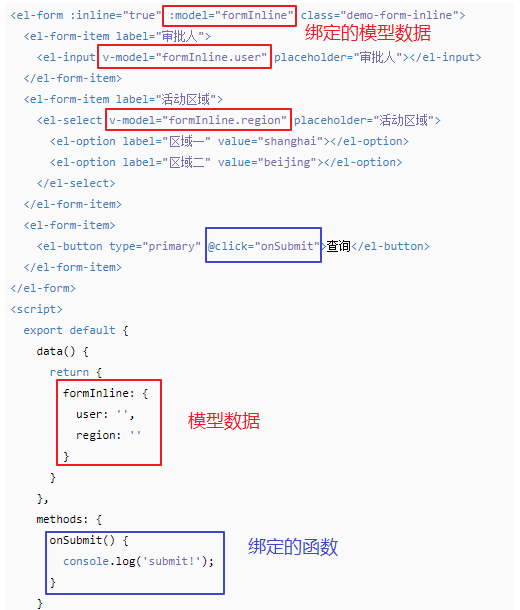 <el-form :inline="true" :model="formInline" class="demo-form-inline">
绑定的模型数据
<el-form-item label="审批人">
<el-input v-model="formInline.user" placeholder="审批人"></el-input>
</el-form-item>
<el-form-item label="活动区域">
<el-select v-model="formInline.region" placeholder="活动区域">
<el-option label="区域一" value="shanghai"></el-option>
<el-option label="区域二" value="beijing"></el-option>
</el-select>
</el-form-item>
<el-form-item>
<el-button type="primary" @click="onSubmit">查询</el-button>
</el-form-item>
</el-form>
<script>
export default {
data() {
return {
formInline: {
user: '',
模型数据
region: ''
}
}
},
methods: {
onSubmit() {
绑定的函数
console.log('submit!');
}
}